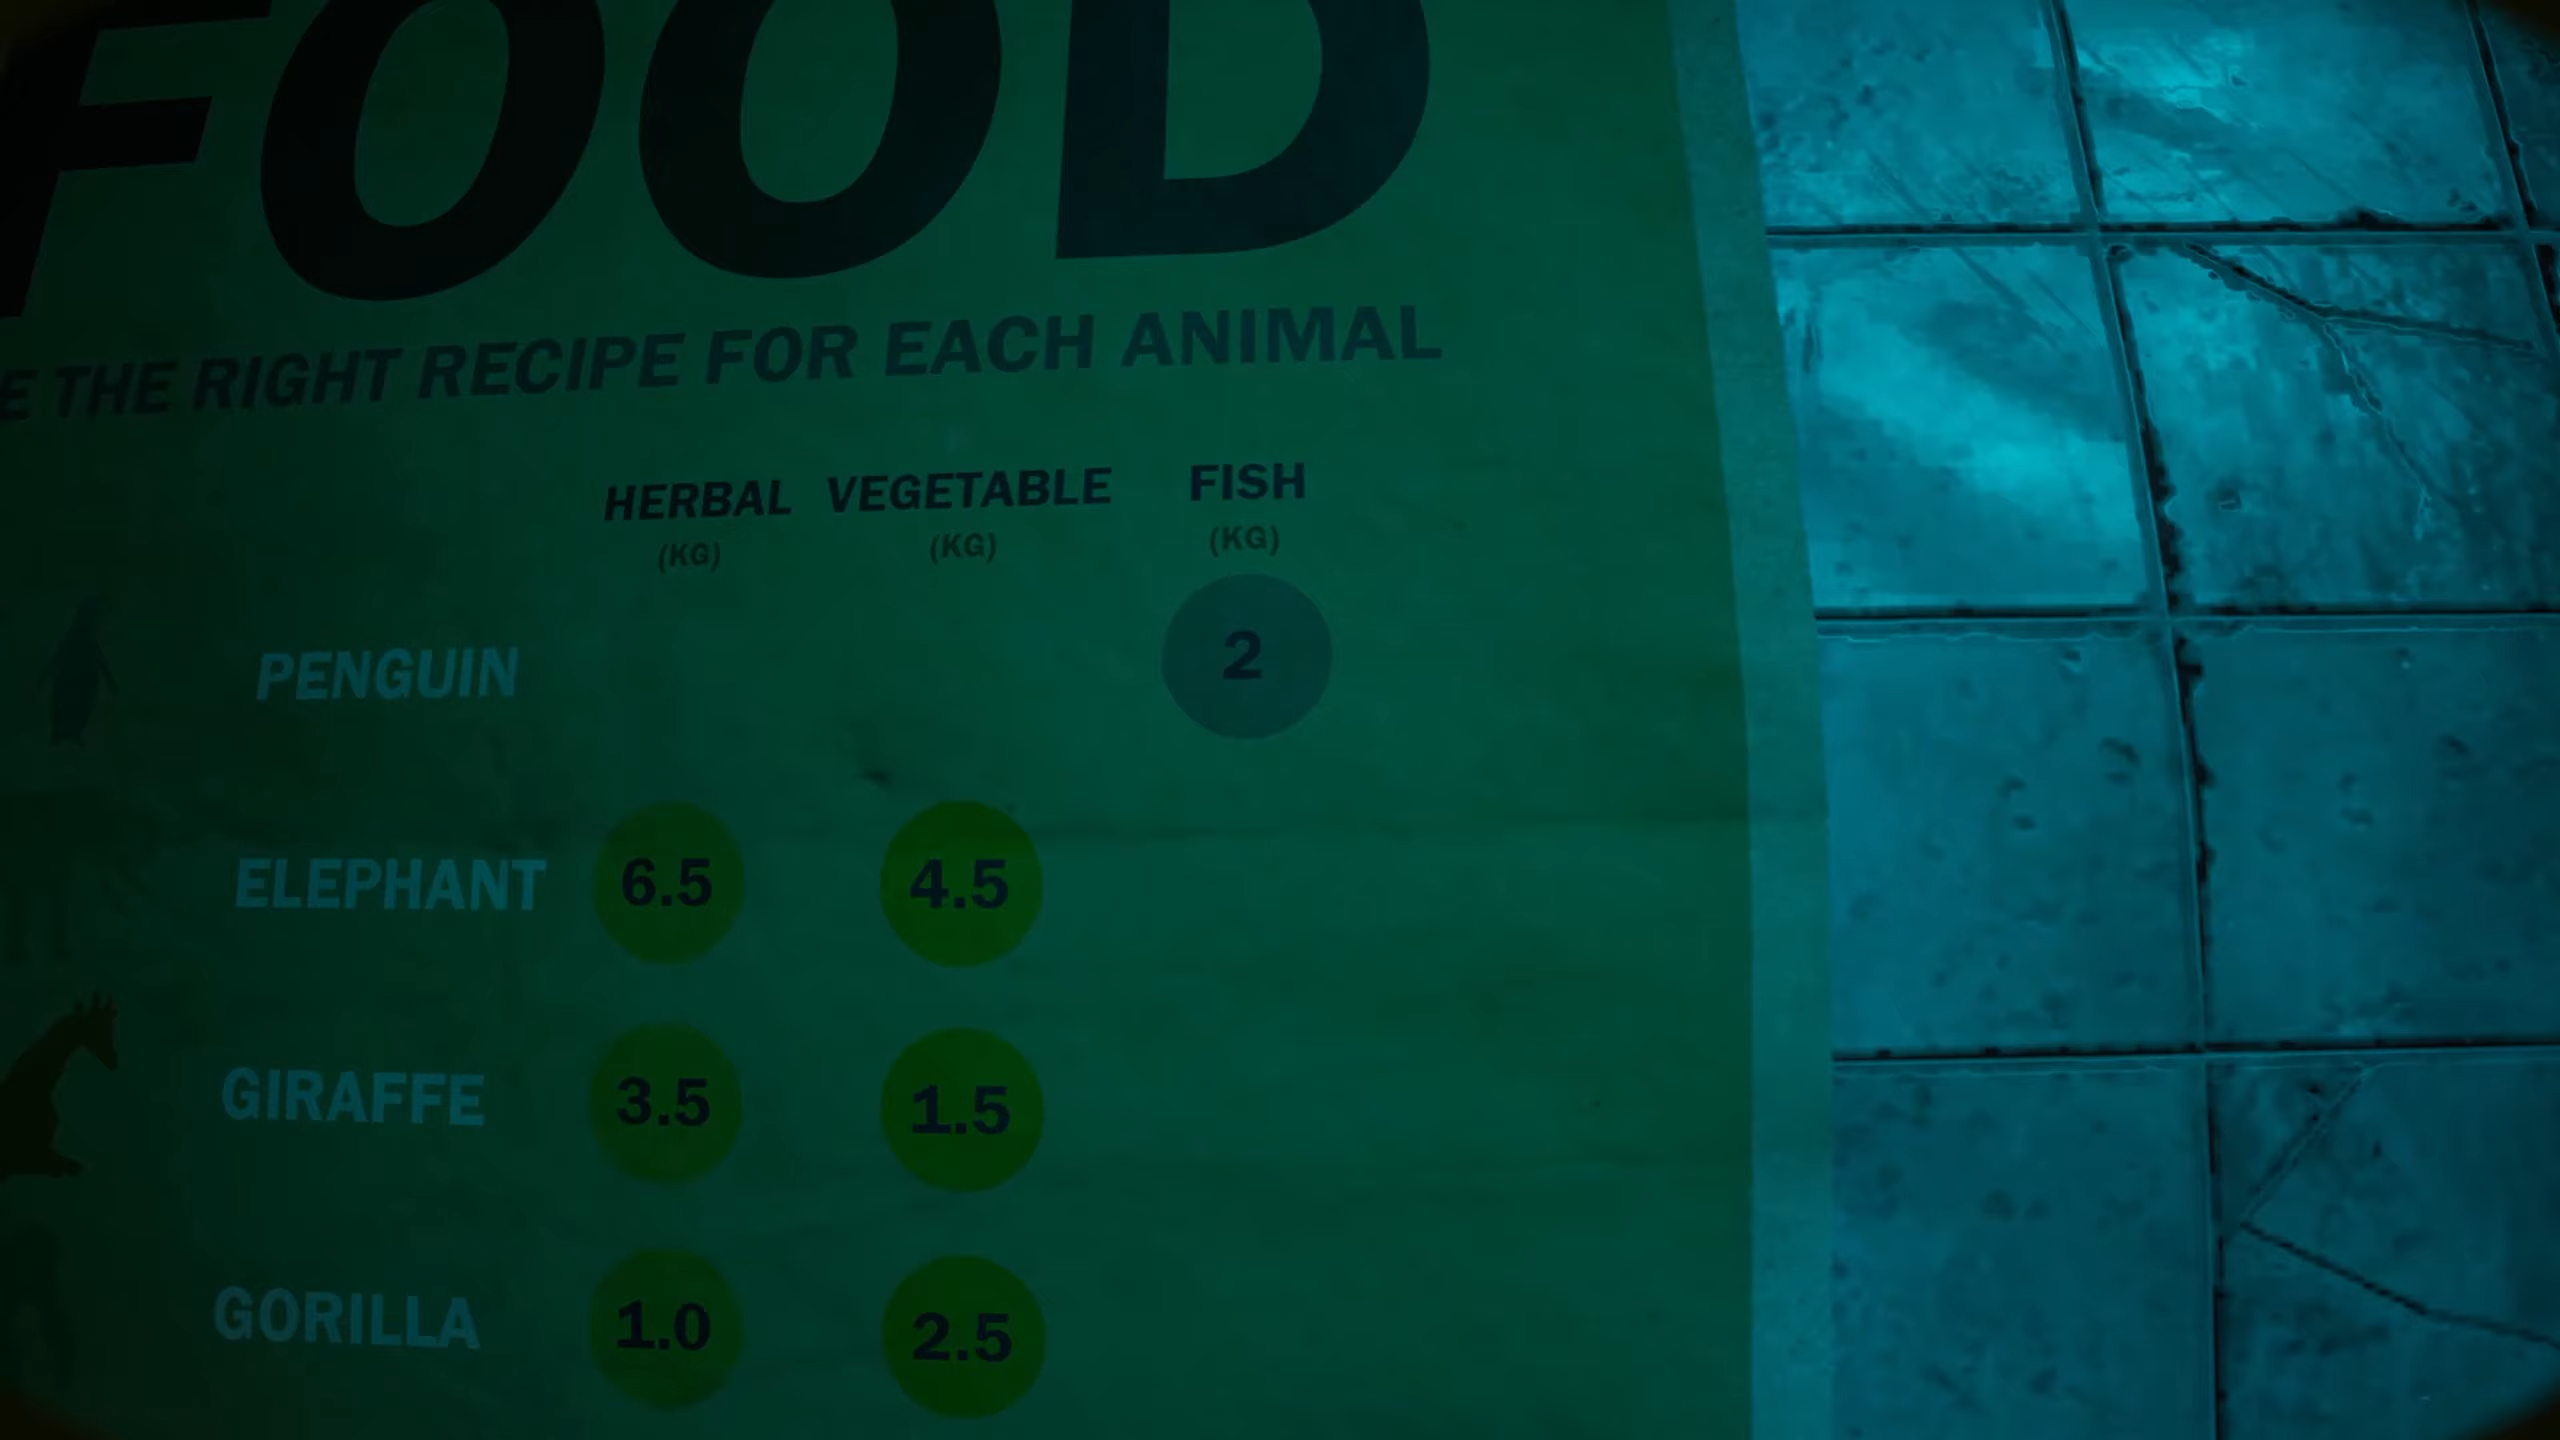 FOOD
E THE RIGHT RECIPE FOR EACH ANIMAL
HERBAL VEGETABLE FISH
(KG) (KG) (KG)
PENGUIN 2
ELEPHANT 6.5 4.5
GIRAFFE 3.5 1.5
GORILLA 1.0 2.5